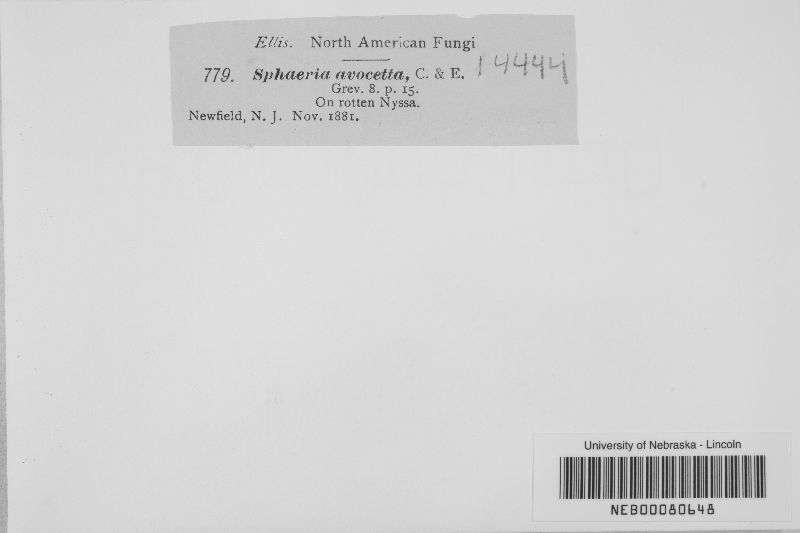 Ellis. North American Fungi
779. Sphaeria avocetta, C. & E. 14444
Grev. 8. p. 15.
On rotten Nyssa.
Newfield, N. J. Nov. 1881.
University of Nebraska - Lincoln
NEB00080648